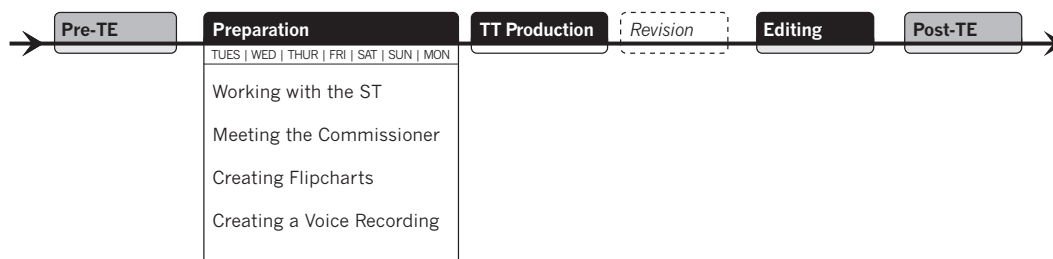 Pre-TE
Preparation
TT Production
Revision
Editing
Post-TE
TUES | WED | THUR | FRI | SAT | SUN | MON
Working with the ST
Meeting the Commissioner
Creating Flipcharts
Creating a Voice Recording